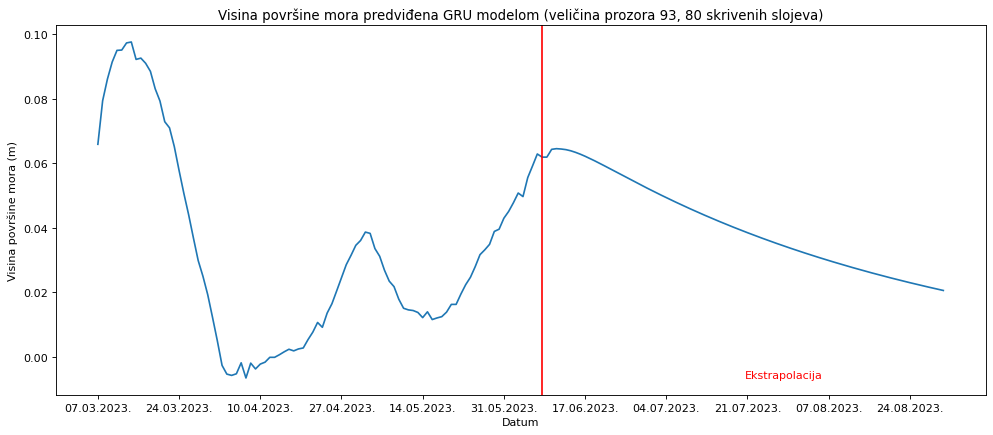 Visina površine mora predviđena GRU modelom (veličina prozora 93, 80 skrivenih slojeva)
Visina površine mora (m)
0.10
0.08
0.06
0.04
0.02
0.00
Ekstrapolacija
07.03.2023. 24.03.2023. 10.04.2023. 27.04.2023. 14.05.2023. 31.05.2023. 17.06.2023. 04.07.2023. 21.07.2023. 07.08.2023. 24.08.2023.
Datum